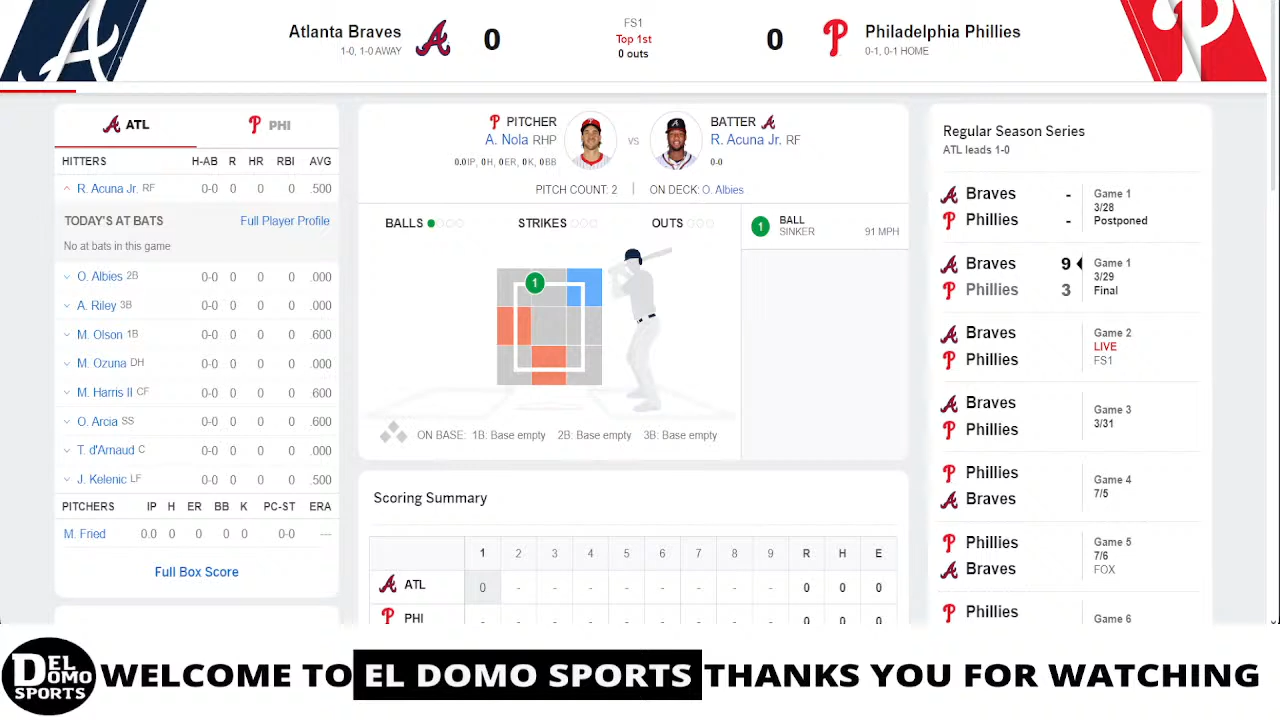 Atlanta Braves
1-0, 1-0 AWAY
0
FS1
Top 1st
0 outs
0
Philadelphia Phillies
0-1, 0-1 HOME
ATL
PHI
HITTERS H-AB R HR RBI AVG
R. Acuna Jr. RF 0-0 0 0 0 .500
TODAY'S AT BATS Full Player Profile
No at bats in this game
O. Albies 2B 0-0 0 0 0 .000
A. Riley 3B 0-0 0 0 0 .000
M. Olson 1B 0-0 0 0 0 .600
M. Ozuna DH 0-0 0 0 0 .000
M. Harris II CF 0-0 0 0 0 .600
O. Arcia SS 0-0 0 0 0 .600
T. d'Arnaud C 0-0 0 0 0 .000
J. Kelenic LF 0-0 0 0 0 .500
PITCHERS IP H ER BB K PC-ST ERA
M. Fried 0.0 0 0 0 0 0-0 ---
Full Box Score
PITCHER
A. Nola RHP
0.0IP, 0H, 0ER, 0K, 0BB
VS
BATTER
R. Acuna Jr. RF
0-0
PITCH COUNT: 2 | ON DECK: O. Albies
BALLS STRIKES OUTS
1 BALL
SINKER 91 MPH
1
ON BASE: 1B: Base empty 2B: Base empty 3B: Base empty
Scoring Summary
1 2 3 4 5 6 7 8 9 R H E
ATL 0 - - - - - - - - 0 0 0
PHI - - - - - - - - - 0 0 0
Regular Season Series
ATL leads 1-0
Braves -
Phillies -
Game 1
3/28
Postponed
Braves 9
Phillies 3
Game 1
3/29
Final
Braves
Phillies
Game 2
LIVE
FS1
Braves
Phillies
Game 3
3/31
Phillies
Braves
Game 4
7/5
Phillies
Braves
Game 5
7/6
FOX
Phillies
Game 6
DEL DOMO SPORTS
WELCOME TO EL DOMO SPORTS THANKS YOU FOR WATCHING